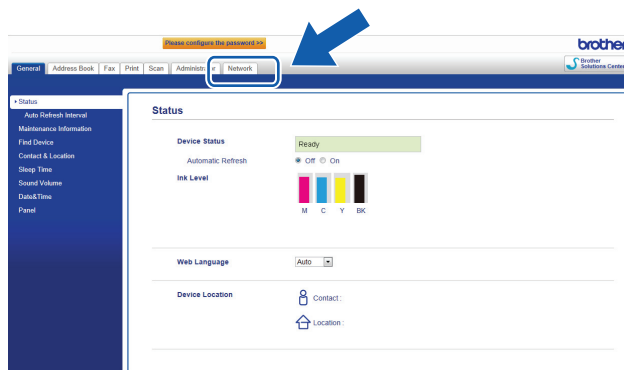 Please configure the password >>
brother
General Address Book Fax Print Scan Administrator Network
Brother
Solutions Center
Status
Auto Refresh Interval
Maintenance Information
Find Device
Contact & Location
Sleep Time
Sound Volume
Date&Time
Panel
Status
Device Status Ready
Automatic Refresh Off On
Ink Level
M C Y BK
Web Language Auto
Device Location Contact :
Location :